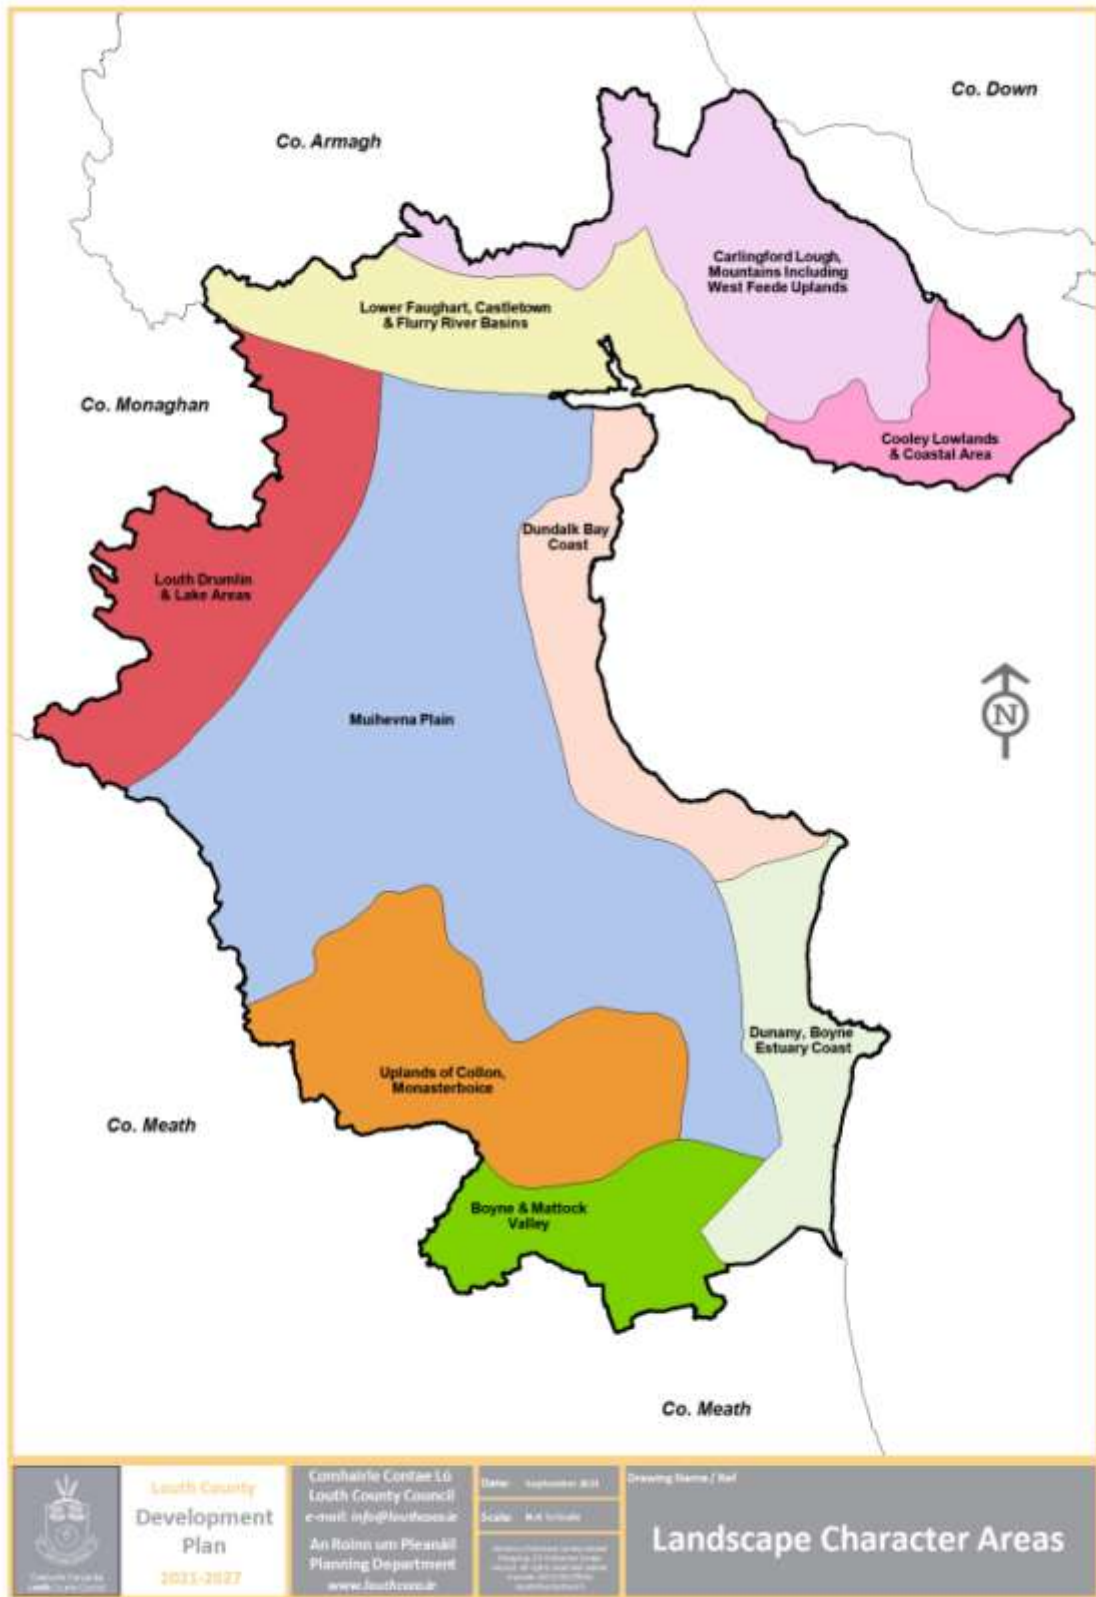 Co. Down
Co. Armagh
Carlingford Lough,
Mountains Including
West Feede Uplands
Lower Faughart, Castletown
& Flurry River Basins
Co. Monaghan
Cooley Lowlands
& Coastal Area
Dundalk Bay
Coast
Louth Drumlin
& Lake Areas
Muihevna Plain
N
Dunany, Boyne
Estuary Coast
Uplands of Collon,
Monasterboice
Co. Meath
Boyne & Mattock
Valley
Co. Meath
Louth County
Development
Plan
2021-2027
Comhairle Contae Lú
Louth County Council
e-mail: info@louthcoco.ie
An Roinn um Pleanáil
Planning Department
www.louthcoco.ie
Date: September
Scale:
Drawing Name / Ref
Landscape Character Areas